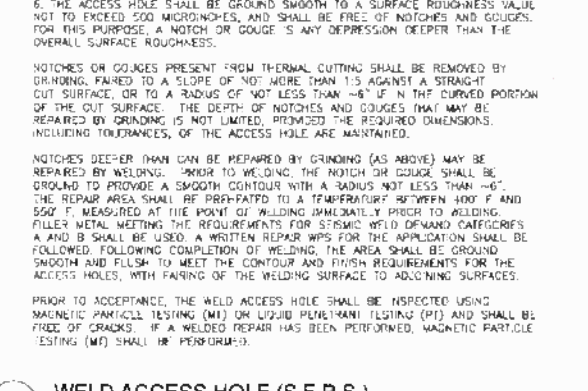 6. THE ACCESS HOLE SHALL BE GROUND SMOOTH TO A SURFACE ROUGHNESS VALUE
NOT TO EXCEED 500 MICROINCHES, AND SHALL BE FREE OF NOTCHES AND GOUGES.
FOR THIS PURPOSE, A NOTCH OR GOUGE IS ANY DEPRESSION DEEPER THAN THE
OVERALL SURFACE ROUGHNESS.
NOTCHES OR GOUGES PRESENT FROM THERMAL CUTTING SHALL BE REMOVED BY
GRINDING, FAIRED TO A SLOPE OF NOT MORE THAN 1:5 AGAINST A STRAIGHT
CUT SURFACE, OR TO A RADIUS OF NOT LESS THAN ~6" IF IN THE CURVED PORTION
OF THE CUT SURFACE. THE DEPTH OF NOTCHES AND GOUGES THAT MAY BE
REPAIRED BY GRINDING IS NOT LIMITED, PROVIDED THE REQUIRED DIMENSIONS,
INCLUDING TOLERANCES, OF THE ACCESS HOLE ARE MAINTAINED.
NOTCHES DEEPER THAN CAN BE REPAIRED BY GRINDING (AS ABOVE) MAY BE
REPAIRED BY WELDING. PRIOR TO WELDING, THE NOTCH OR GOUGE SHALL BE
GROUND TO PROVIDE A SMOOTH CONTOUR WITH A RADIUS NOT LESS THAN ~6".
THE REPAIR AREA SHALL BE PREHEATED TO A TEMPERATURE BETWEEN 400° F AND
550° F, MEASURED AT THE POINT OF WELDING IMMEDIATELY PRIOR TO WELDING.
FILLER METAL MEETING THE REQUIREMENTS FOR SEISMIC WELD DEMAND CATEGORIES
A AND B SHALL BE USED. A WRITTEN REPAIR WPS FOR THE APPLICATION SHALL BE
FOLLOWED. FOLLOWING COMPLETION OF WELDING, THE AREA SHALL BE GROUND
SMOOTH AND FLUSH TO MEET THE CONTOUR AND FINISH REQUIREMENTS FOR THE
ACCESS HOLES, WITH FAIRING OF THE WELDING SURFACE TO ADJOINING SURFACES.
PRIOR TO ACCEPTANCE, THE WELD ACCESS HOLE SHALL BE INSPECTED USING
MAGNETIC PARTICLE TESTING (MT) OR LIQUID PENETRANT TESTING (PT) AND SHALL BE
FREE OF CRACKS. IF A WELDED REPAIR HAS BEEN PERFORMED, MAGNETIC PARTICLE
TESTING (MT) SHALL BE PERFORMED.
WELD ACCESS HOLE (S.F.R.S.)